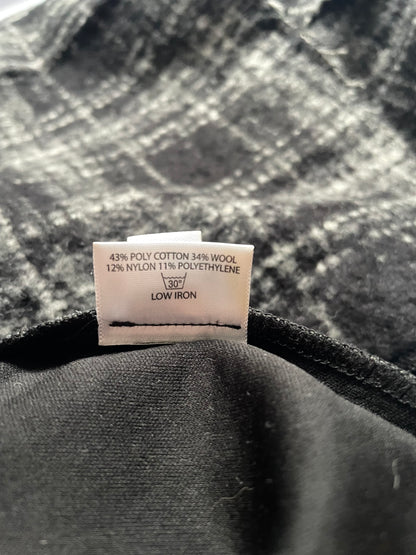 43% POLY COTTON 34% WOOL
12% NYLON 11% POLYETHYLENE
30°
LOW IRON